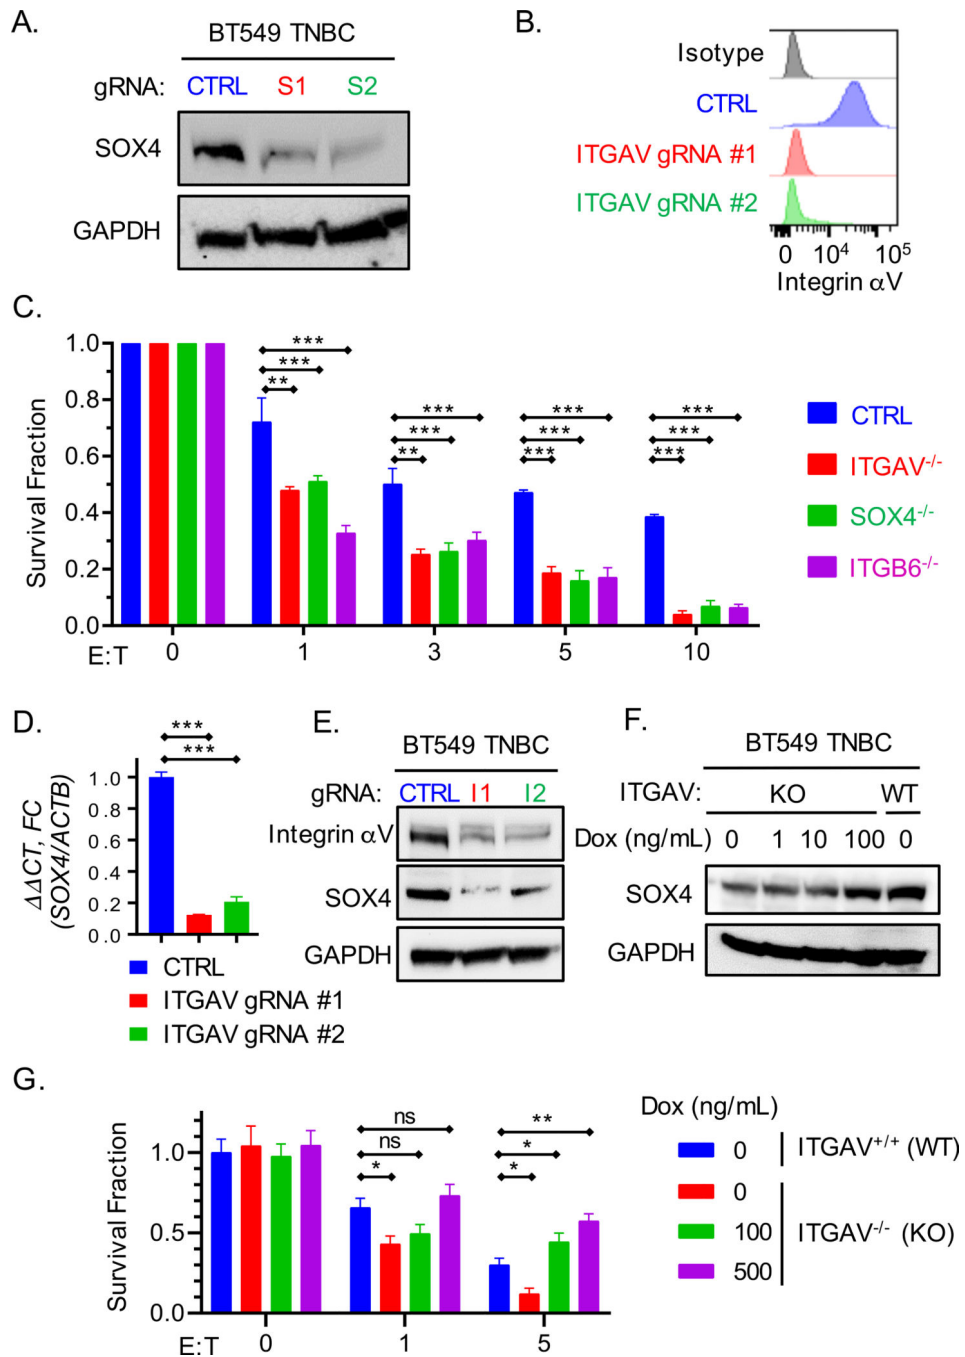 A.
BT549 TNBC
gRNA: CTRL S1 S2
SOX4
GAPDH
B.
Isotype
CTRL
ITGAV gRNA #1
ITGAV gRNA #2
0 10⁴ 10⁵
Integrin αV
C.
Survival Fraction
1.0
0.8
0.6
0.4
0.2
0.0
*** *** **
*** *** **
*** *** ***
*** *** ***
E:T 0 1 3 5 10
CTRL
ITGAV-/-
SOX4-/-
ITGB6-/-
D.
ΔΔCT, FC
(SOX4/ACTB)
***
***
1.0
0.8
0.6
0.4
0.2
0.0
CTRL
ITGAV gRNA #1
ITGAV gRNA #2
E.
BT549 TNBC
gRNA: CTRL I1 I2
Integrin αV
SOX4
GAPDH
F.
BT549 TNBC
ITGAV: KO WT
Dox (ng/mL) 0 1 10 100 0
SOX4
GAPDH
G.
Survival Fraction
1.0
0.5
0.0
ns
ns
*
**
*
*
E:T 0 1 5
Dox (ng/mL)
0 ITGAV+/+ (WT)
0
100 ITGAV-/- (KO)
500